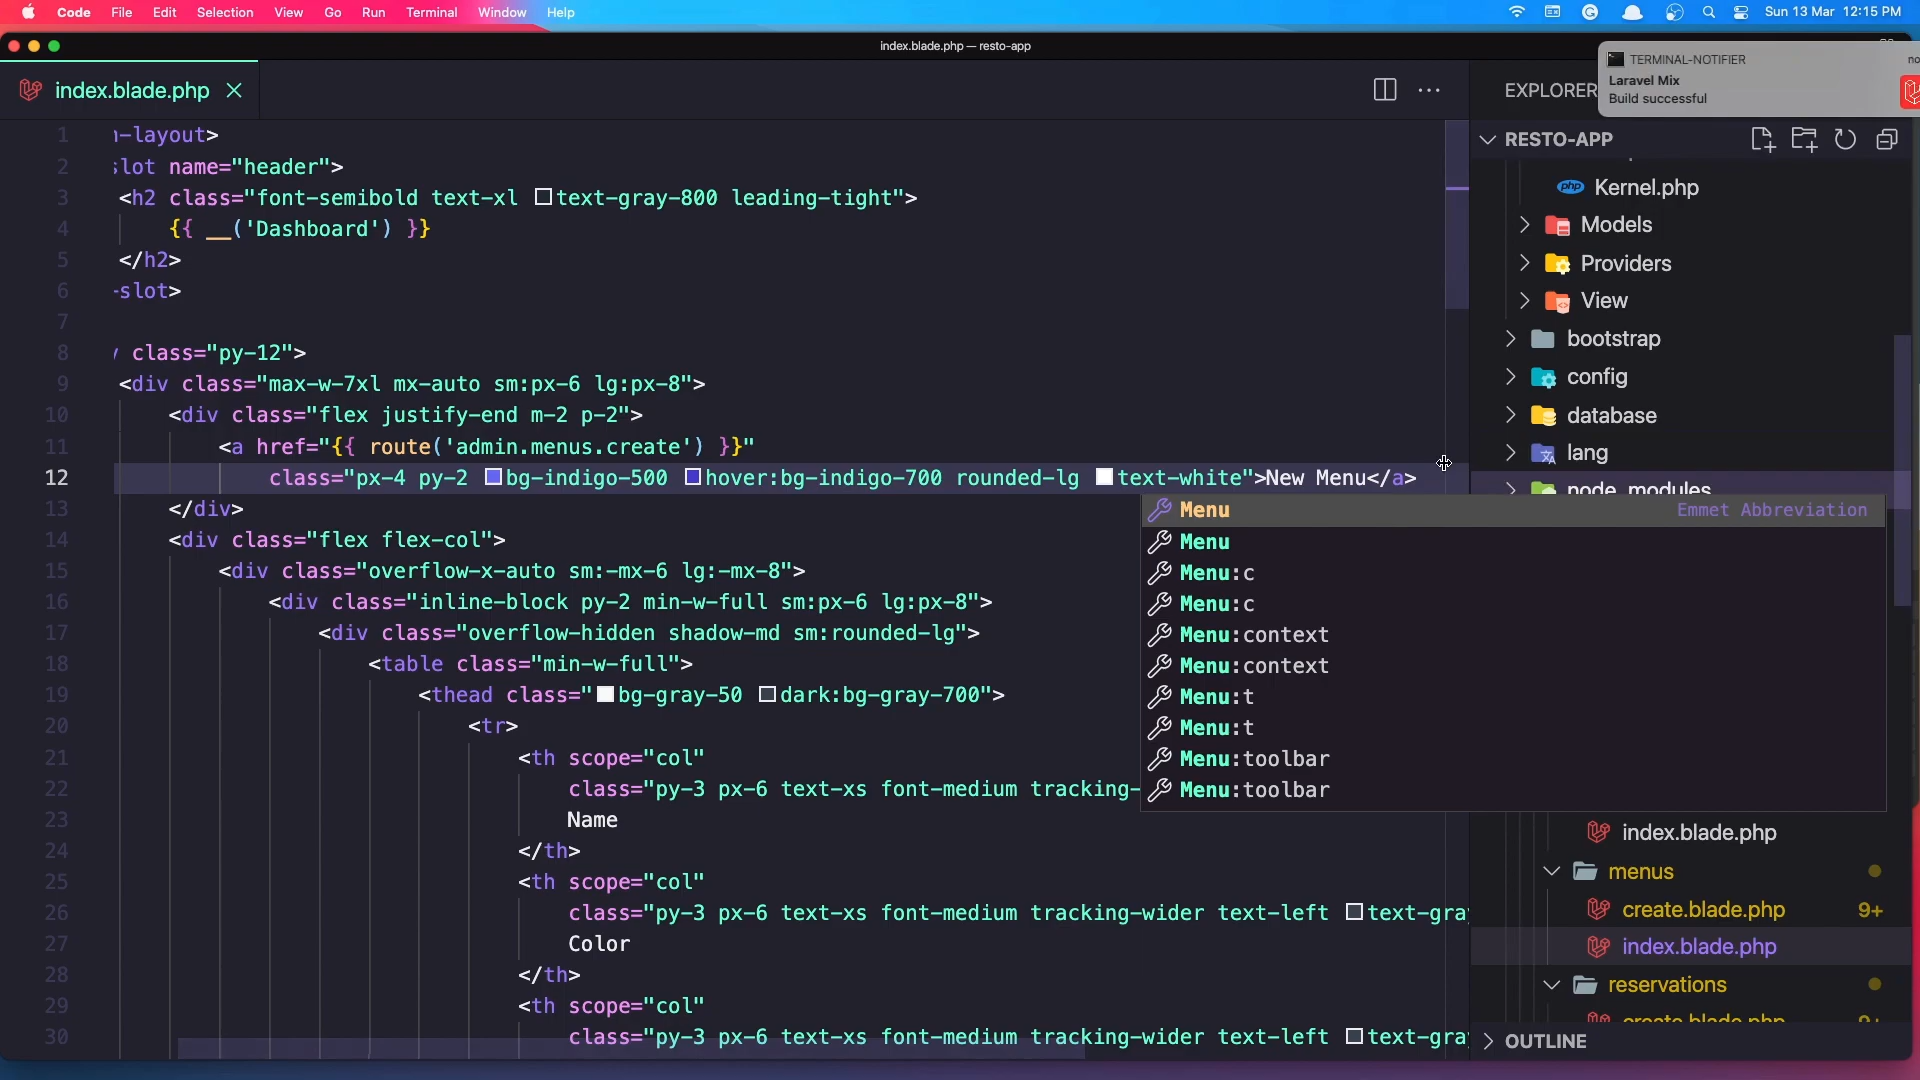 Code File Edit Selection View Go Run Terminal Window Help Sun 13 Mar 12:15 PM
index.blade.php — resto-app
TERMINAL-NOTIFIER
Laravel Mix
Build successful
index.blade.php
EXPLORER
RESTO-APP
1 -layout>
2 slot name="header">
3 <h2 class="font-semibold text-xl text-gray-800 leading-tight">
4 {{ __('Dashboard') }}
5 </h2>
6 -slot>
7
8 class="py-12">
9 <div class="max-w-7xl mx-auto sm:px-6 lg:px-8">
10 <div class="flex justify-end m-2 p-2">
11 <a href="{{ route('admin.menus.create') }}"
12 class="px-4 py-2 bg-indigo-500 hover:bg-indigo-700 rounded-lg text-white">New Menu</a>
13 </div>
14 <div class="flex flex-col">
15 <div class="overflow-x-auto sm:-mx-6 lg:-mx-8">
16 <div class="inline-block py-2 min-w-full sm:px-6 lg:px-8">
17 <div class="overflow-hidden shadow-md sm:rounded-lg">
18 <table class="min-w-full">
19 <thead class="bg-gray-50 dark:bg-gray-700">
20 <tr>
21 <th scope="col"
22 class="py-3 px-6 text-xs font-medium tracking-
23 Name
24 </th>
25 <th scope="col"
26 class="py-3 px-6 text-xs font-medium tracking-wider text-left text-gra
27 Color
28 </th>
29 <th scope="col"
30 class="py-3 px-6 text-xs font-medium tracking-wider text-left text-gra
Menu Emmet Abbreviation
Menu
Menu:c
Menu:c
Menu:context
Menu:context
Menu:t
Menu:t
Menu:toolbar
Menu:toolbar
php Kernel.php
Models
Providers
View
bootstrap
config
database
lang
node_modules
index.blade.php
menus
create.blade.php 9+
index.blade.php
reservations
create.blade.php 9+
OUTLINE